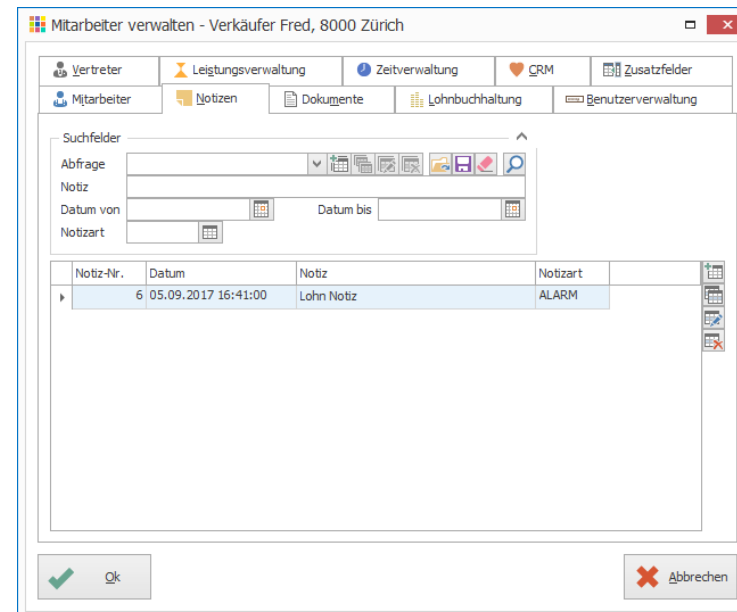 Mitarbeiter verwalten - Verkäufer Fred, 8000 Zürich
Vertreter Leistungsverwaltung Zeitverwaltung CRM Zusatzfelder
Mitarbeiter Notizen Dokumente Lohnbuchhaltung Benutzerverwaltung
Suchfelder
Abfrage
Notiz
Datum von Datum bis
Notizart
Notiz-Nr. Datum Notiz Notizart
6 05.09.2017 16:41:00 Lohn Notiz ALARM
Ok Abbrechen